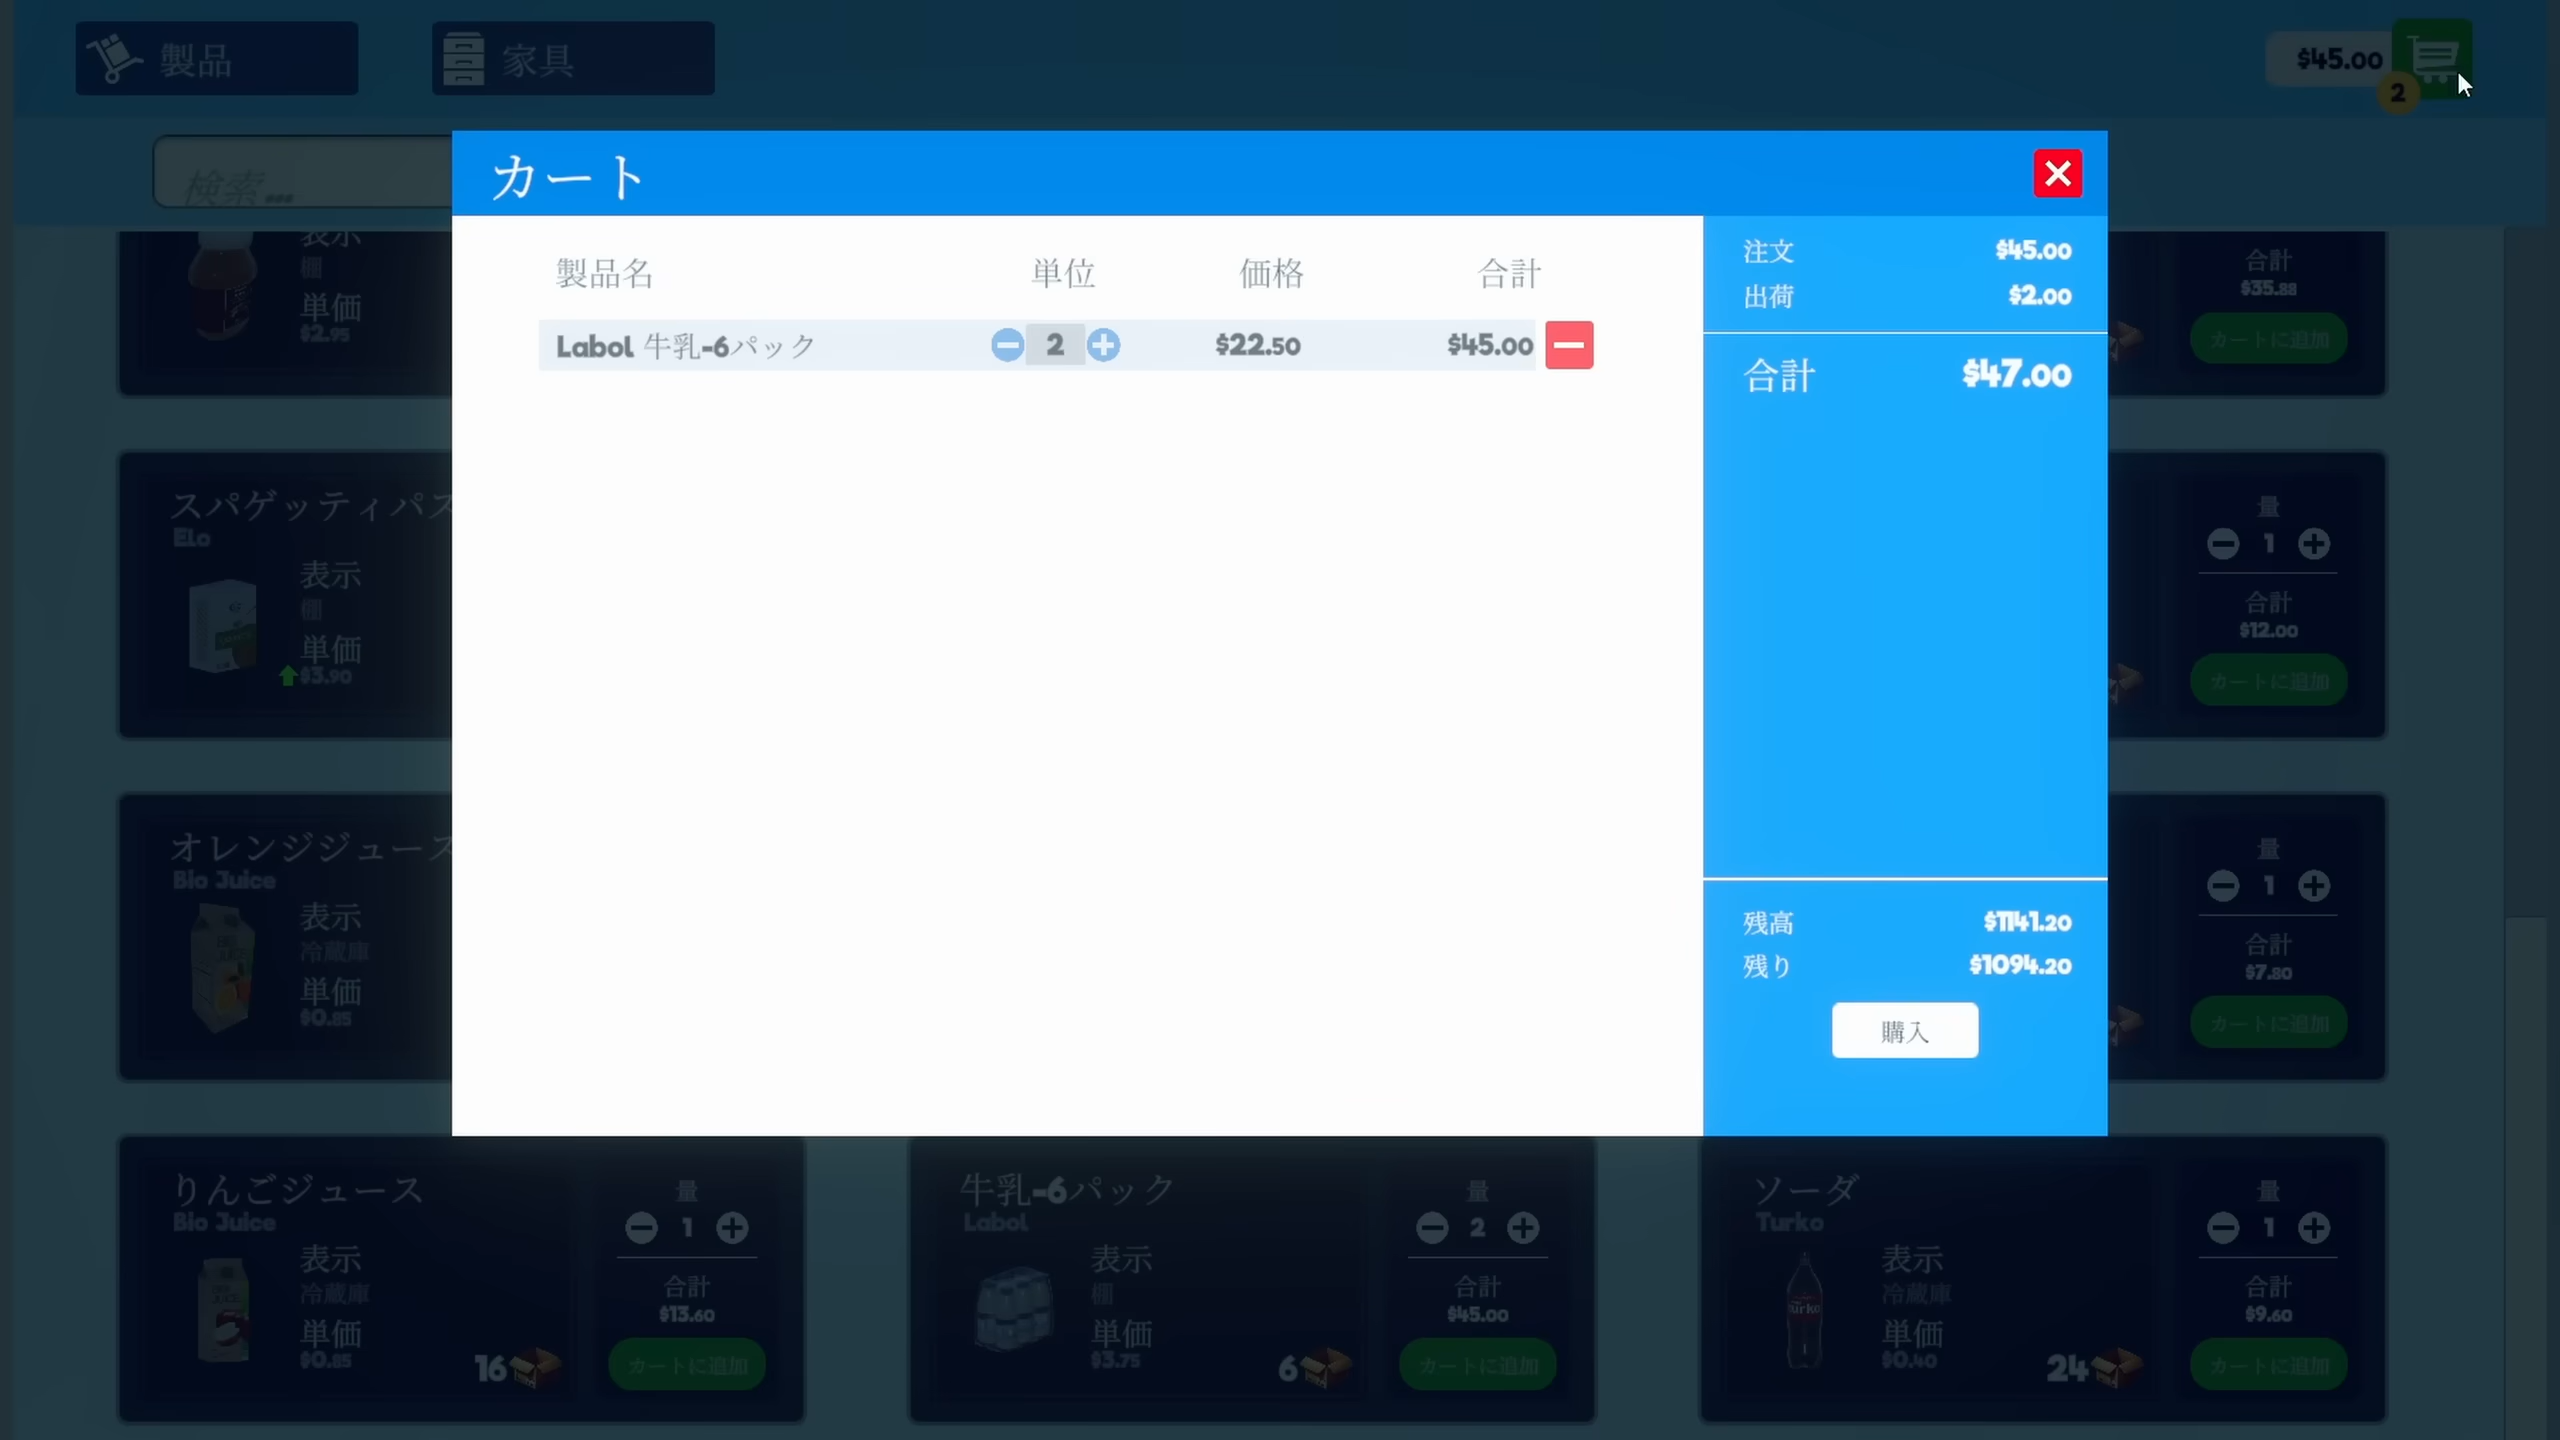 製品
家具
$45.00
2
検索...
カート
製品名 単位 価格 合計
Labol 牛乳-6パック 2 $22.50 $45.00
注文 $45.00
出荷 $2.00
合計 $47.00
残高 $1141.20
残り $1094.20
購入
表示
棚
単価
$2.95
合計
$35.88
カートに追加
スパゲッティパス
ELo
表示
棚
単価
$3.90
量
1
合計
$12.00
カートに追加
オレンジジュース
Bio Juice
表示
冷蔵庫
単価
$0.85
量
1
合計
$7.80
カートに追加
りんごジュース
Bio Juice
表示
冷蔵庫
単価
$0.85
16
量
1
合計
$13.60
カートに追加
牛乳-6パック
Labol
表示
棚
単価
$3.75
6
量
2
合計
$45.00
カートに追加
ソーダ
Turko
表示
冷蔵庫
単価
$0.40
24
量
1
合計
$9.60
カートに追加